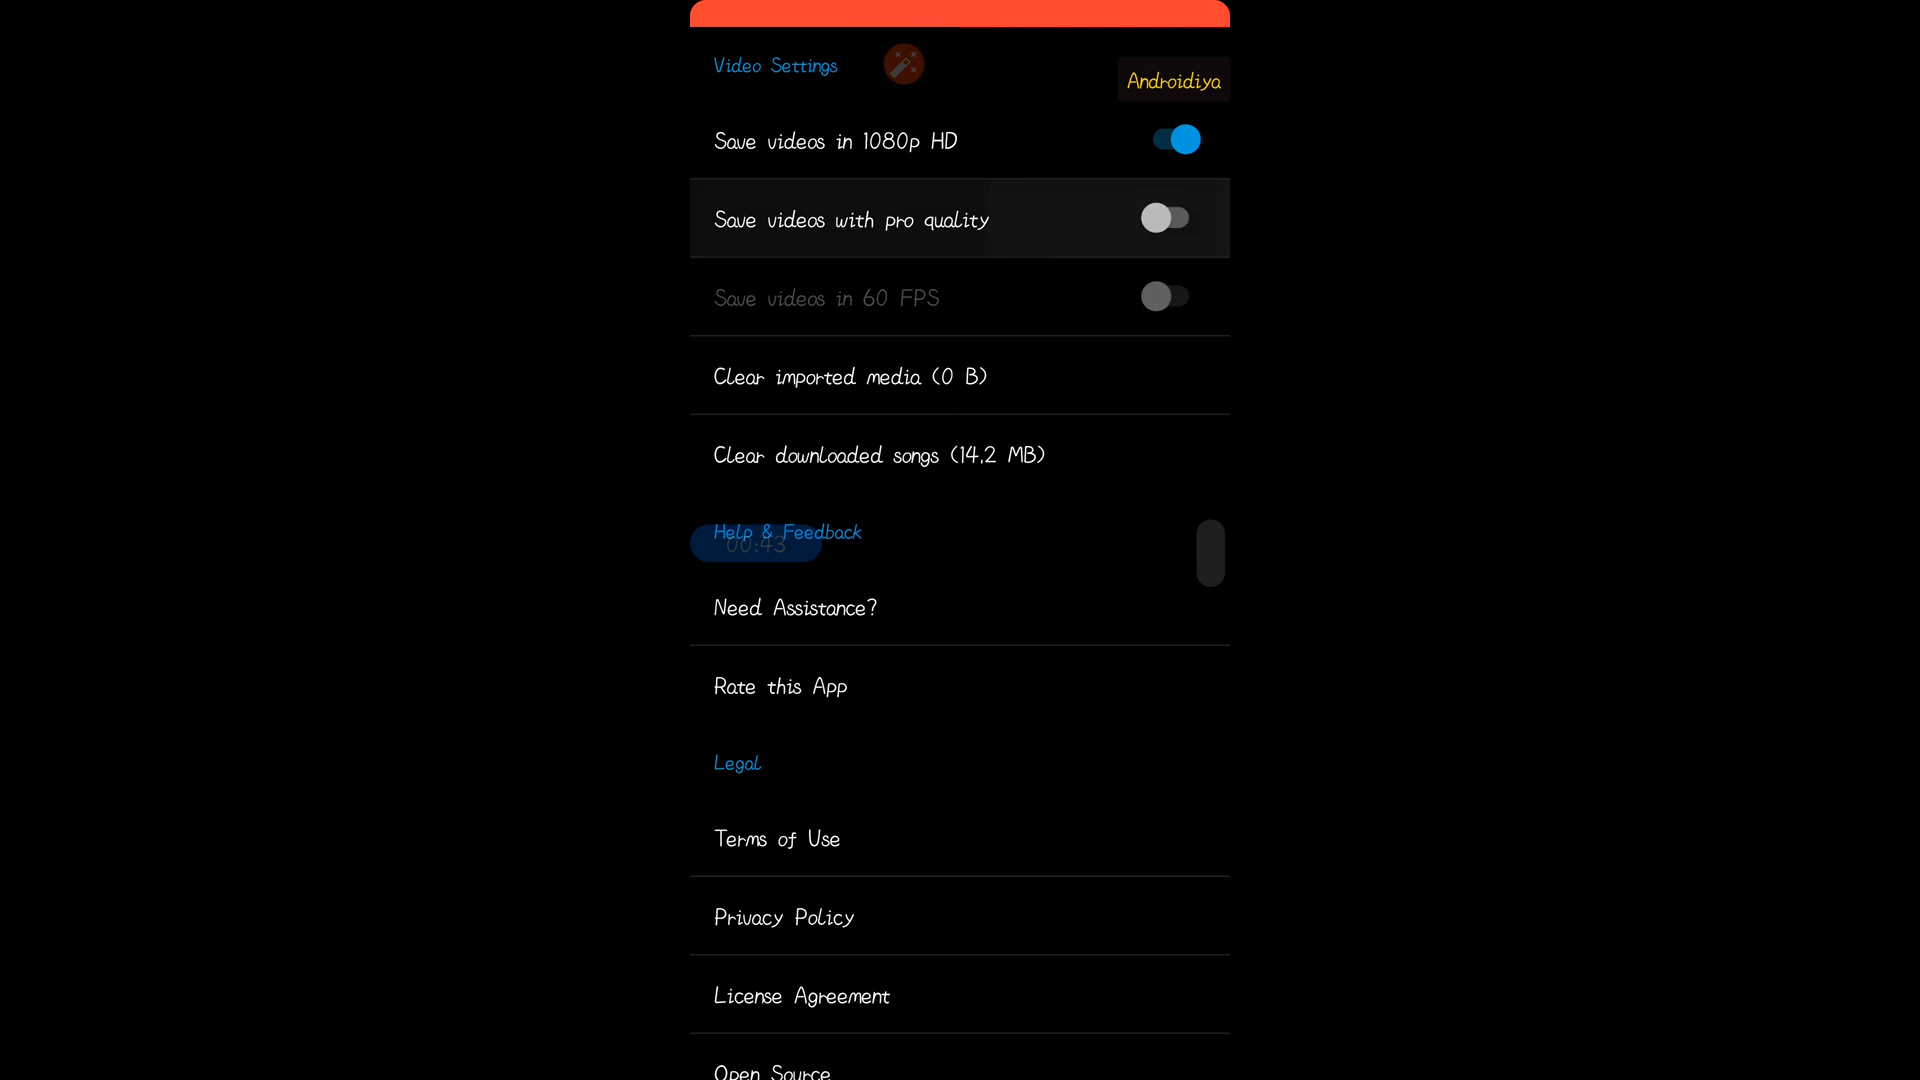 Video Settings
Androidiya
Save videos in 1080p HD
Save videos with pro quality
Save videos in 60 FPS
Clear imported media (0 B)
Clear downloaded songs (14.2 MB)
Help & Feedback
00:43
Need Assistance?
Rate this App
Legal
Terms of Use
Privacy Policy
License Agreement
Open Source